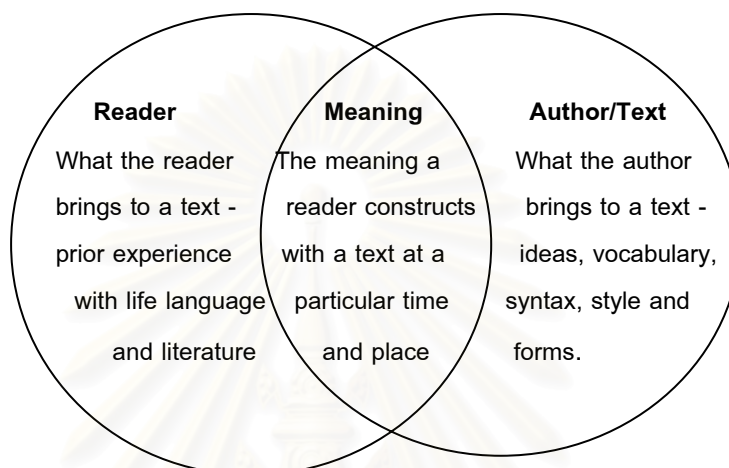 Reader
What the reader
brings to a text -
prior experience
with life language
and literature
Meaning
The meaning a
reader constructs
with a text at a
particular time
and place
Author/Text
What the author
brings to a text -
ideas, vocabulary,
syntax, style and
forms.